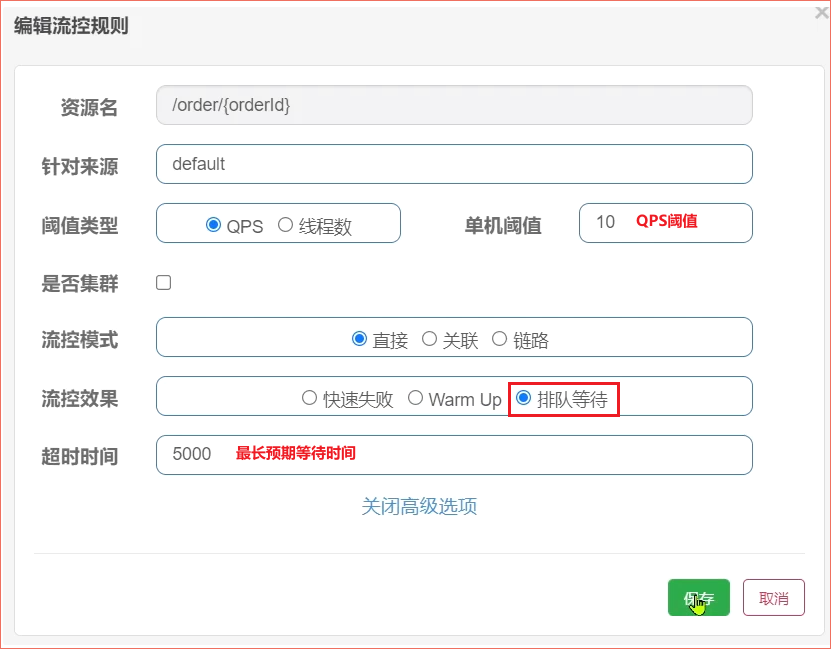 编辑流控规则
资源名 /order/{orderId}
针对来源 default
阈值类型 QPS 线程数 单机阈值 10 QPS阈值
是否集群
流控模式 直接 关联 链路
流控效果 快速失败 Warm Up 排队等待
超时时间 5000 最长预期等待时间
关闭高级选项
保存 取消